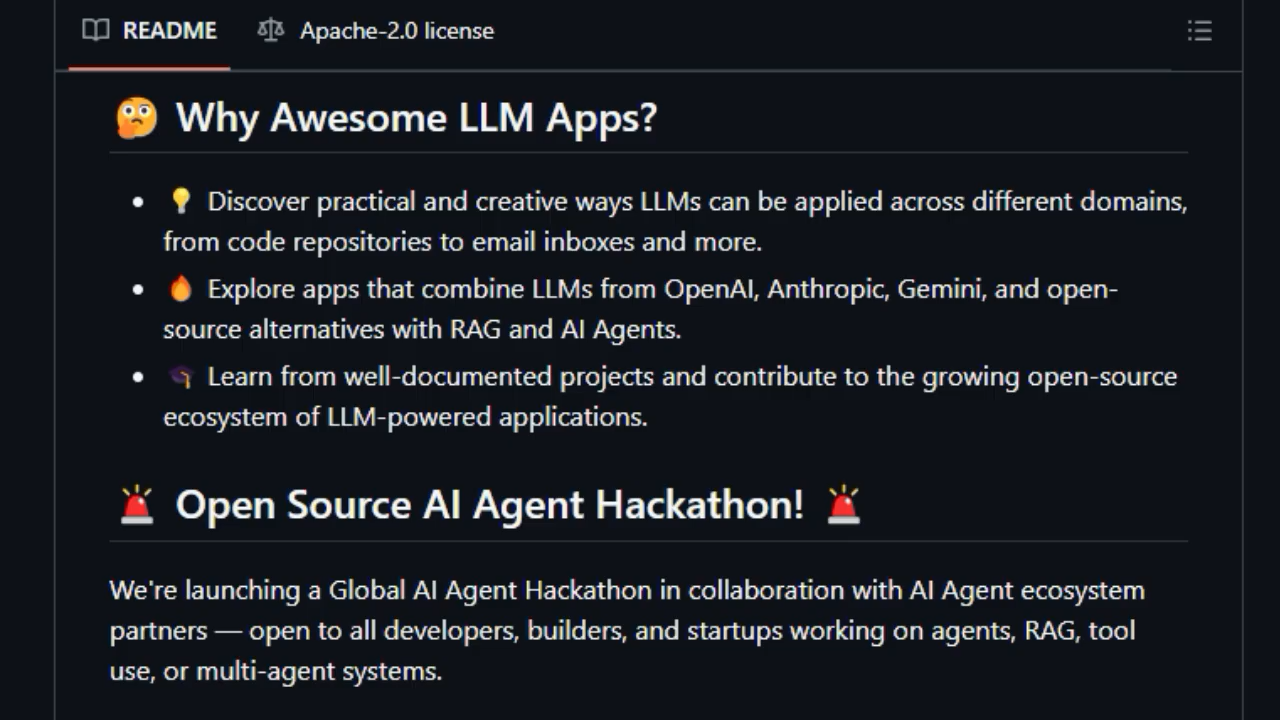 README Apache-2.0 license
🤔 Why Awesome LLM Apps?
💡 Discover practical and creative ways LLMs can be applied across different domains,
from code repositories to email inboxes and more.
🔥 Explore apps that combine LLMs from OpenAI, Anthropic, Gemini, and open-
source alternatives with RAG and AI Agents.
🎓 Learn from well-documented projects and contribute to the growing open-source
ecosystem of LLM-powered applications.
🚨 Open Source AI Agent Hackathon! 🚨
We're launching a Global AI Agent Hackathon in collaboration with AI Agent ecosystem
partners — open to all developers, builders, and startups working on agents, RAG, tool
use, or multi-agent systems.